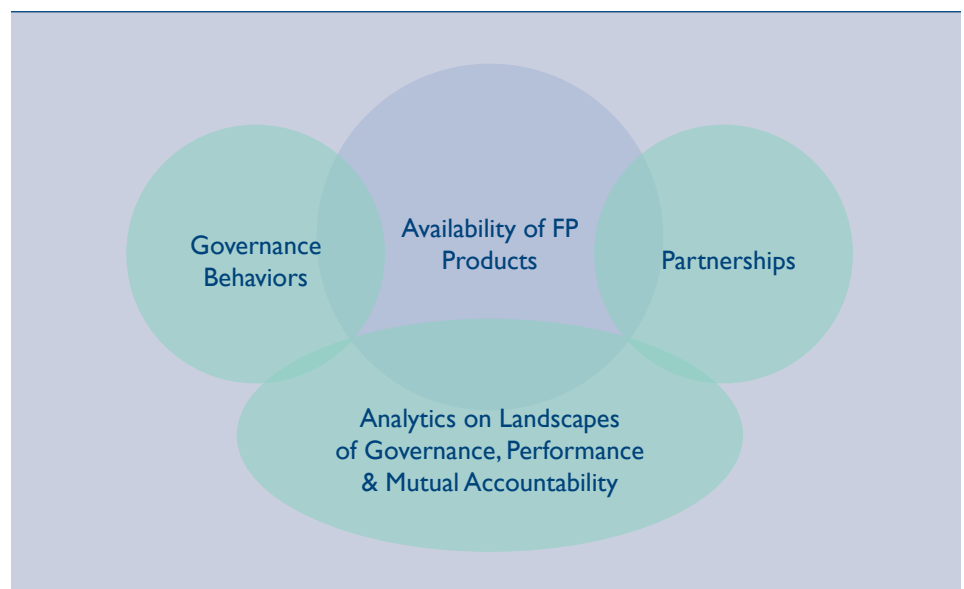 Availability of FP
Products
Governance
Behaviors
Partnerships
Analytics on Landscapes
of Governance, Performance
& Mutual Accountability